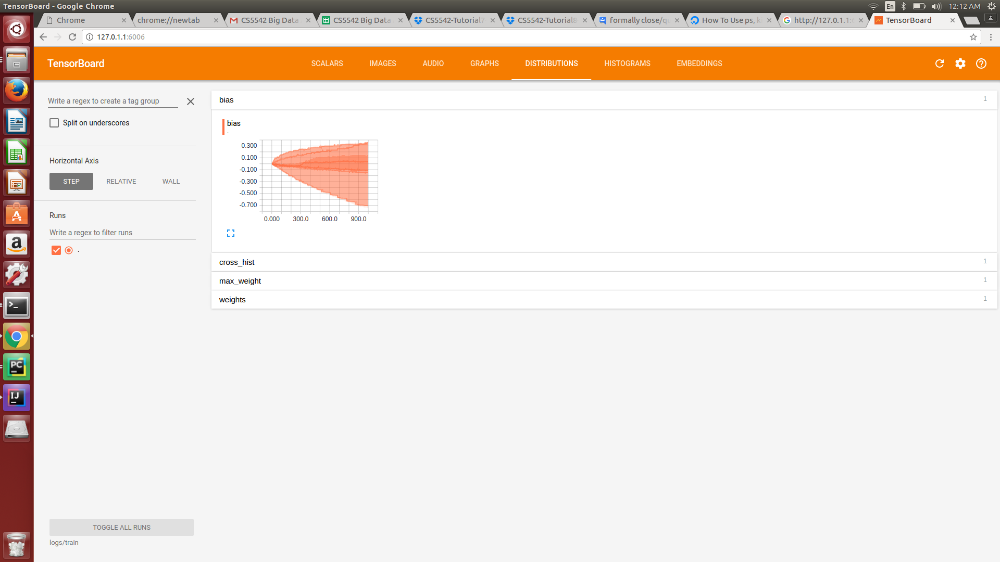 TensorBoard - Google Chrome
En
12:12 AM
Chrome
chrome://newtab
CS5542 Big Data
CS5542 Big Data
CS5542-Tutorial7
CS5542-Tutorial8
formally close/qu
How To Use ps, ki
http://127.0.1.1:
TensorBoard
127.0.1.1:6006
TensorBoard
SCALARS
IMAGES
AUDIO
GRAPHS
DISTRIBUTIONS
HISTOGRAMS
EMBEDDINGS
Write a regex to create a tag group
Split on underscores
Horizontal Axis
STEP
RELATIVE
WALL
Runs
Write a regex to filter runs
.
TOGGLE ALL RUNS
logs/train
bias
1
bias
.
0.300
0.100
-0.100
-0.300
-0.500
-0.700
0.000
300.0
600.0
900.0
cross_hist
1
max_weight
1
weights
1
a
PC
IJ